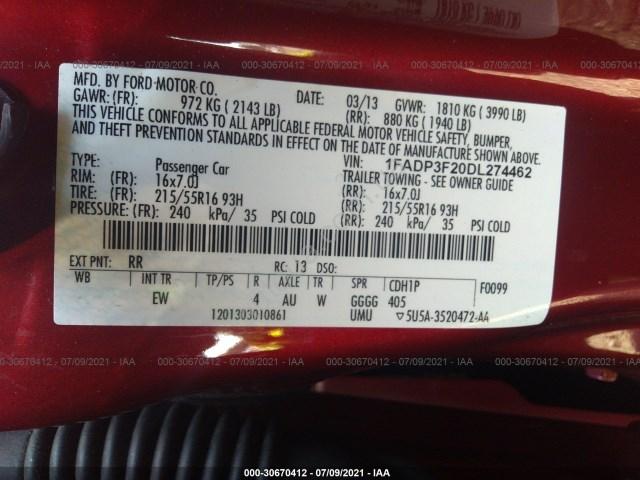 000-30670412 - 07/09/2021 - IAA
MFD. BY FORD MOTOR CO.
DATE: 03/13 GVWR: 1810 KG ( 3990 LB)
GAWR: (FR): 972 KG ( 2143 LB) (RR): 880 KG ( 1940 LB)
THIS VEHICLE CONFORMS TO ALL APPLICABLE FEDERAL MOTOR VEHICLE SAFETY, BUMPER,
AND THEFT PREVENTION STANDARDS IN EFFECT ON THE DATE OF MANUFACTURE SHOWN ABOVE.
VIN: 1FADP3F20DL274462
TYPE: Passenger Car TRAILER TOWING - SEE OWNER GUIDE
RIM: (FR) 16x7.0J (RR) 16x7.0J
TIRE: (FR) 215/55R16 93H (RR) 215/55R16 93H
PRESSURE: (FR) 240 kPa/ 35 PSI COLD (RR) 240 kPa/ 35 PSI COLD
EXT PNT: RR RC: 13 DSO:
WB INT TR TP/PS R AXLE TR SPR CDH1P F0099
EW 4 AU W GGGG 405
1201303010861 UMU ▽5U5A-3520472-AA
000-30670412 - 07/09/2021 - IAA